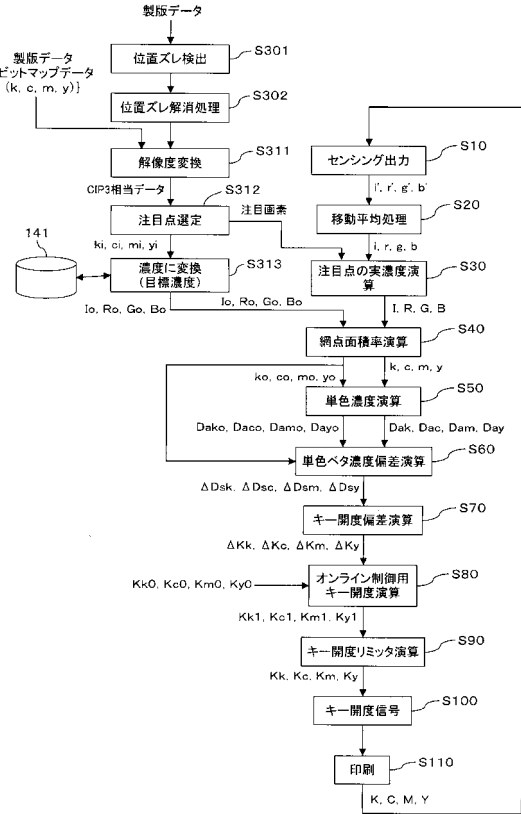 製版データ
位置ズレ検出
S301
製版データ
ビットマップデータ
(k, c, m, y)}
位置ズレ解消処理
S302
解像度変換
S311
CIP3相当データ
S312
注目点選定
注目画素
ki, ci, mi, yi
141
濃度に変換
(目標濃度)
S313
Io, Ro, Go, Bo
Io, Ro, Go, Bo
センシング出力
S10
i', r', g', b'
移動平均処理
S20
i, r, g, b
注目点の実濃度演算
S30
I, R, G, B
網点面積率演算
S40
ko, co, mo, yo
k, c, m, y
単色濃度演算
S50
Dako, Daco, Damo, Dayo
Dak, Dac, Dam, Day
単色ベタ濃度偏差演算
S60
ΔDsk, ΔDsc, ΔDsm, ΔDsy
キー開度偏差演算
S70
ΔKk, ΔKc, ΔKm, ΔKy
Kk0, Kc0, Km0, Ky0
オンライン制御用
キー開度演算
S80
Kk1, Kc1, Km1, Ky1
キー開度リミッタ演算
S90
Kk, Kc, Km, Ky
キー開度信号
S100
印刷
S110
K, C, M, Y